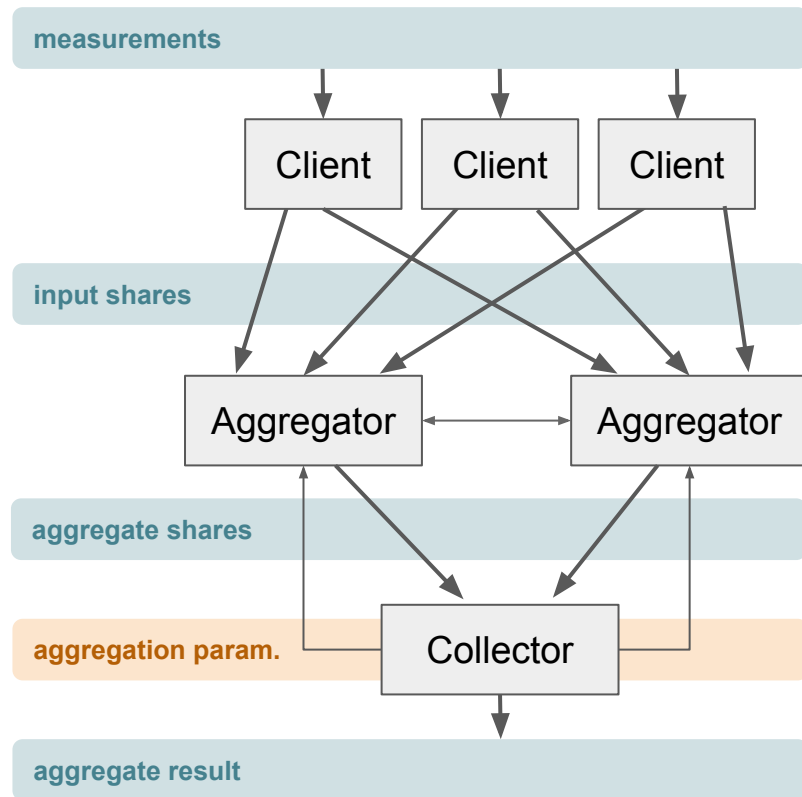 measurements
Client
Client
Client
input shares
Aggregator
Aggregator
aggregate shares
aggregation param.
Collector
aggregate result